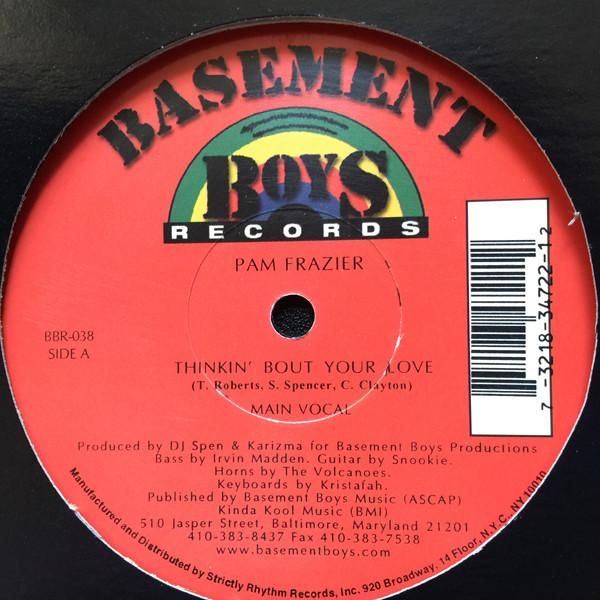 BASEMENT
BOYS
RECORDS
PAM FRAZIER
BBR-038
SIDE A
THINKIN' BOUT YOUR LOVE
(T. Roberts, S. Spencer, C. Clayton)
MAIN VOCAL
7 -3218-34722-1 2
Produced by DJ Spen & Karizma for Basement Boys Productions
Bass by Irvin Madden. Guitar by Snookie.
Horns by The Volcanoes.
Keyboards by Kristafah.
Published by Basement Boys Music (ASCAP)
Kinda Kool Music (BMI)
510 Jasper Street, Baltimore, Maryland 21201
410-383-8437 Fax 410-383-7538
www.basementboys.com
Manufactured and Distributed by Strictly Rhythm Records, Inc. 920 Broadway, 14 Floor, N.Y.C., NY 10010